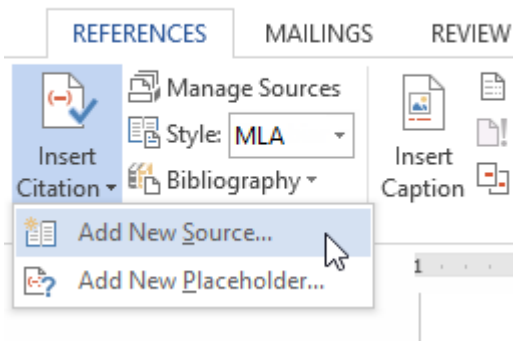 REFERENCES MAILINGS REVIEW
Manage Sources
Style: MLA
Insert Citation
Bibliography
Insert Caption
Add New Source...
Add New Placeholder...
1